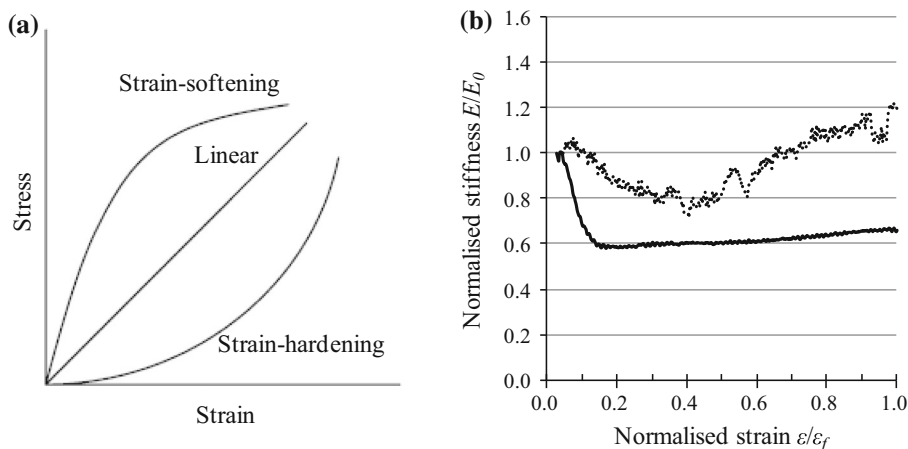 (a)
Stress
Strain-softening
Linear
Strain-hardening
Strain
(b)
Normalised stiffness E/E0
1.6
1.4
1.2
1.0
0.8
0.6
0.4
0.2
0.0
0.0 0.2 0.4 0.6 0.8 1.0
Normalised strain ε/εf